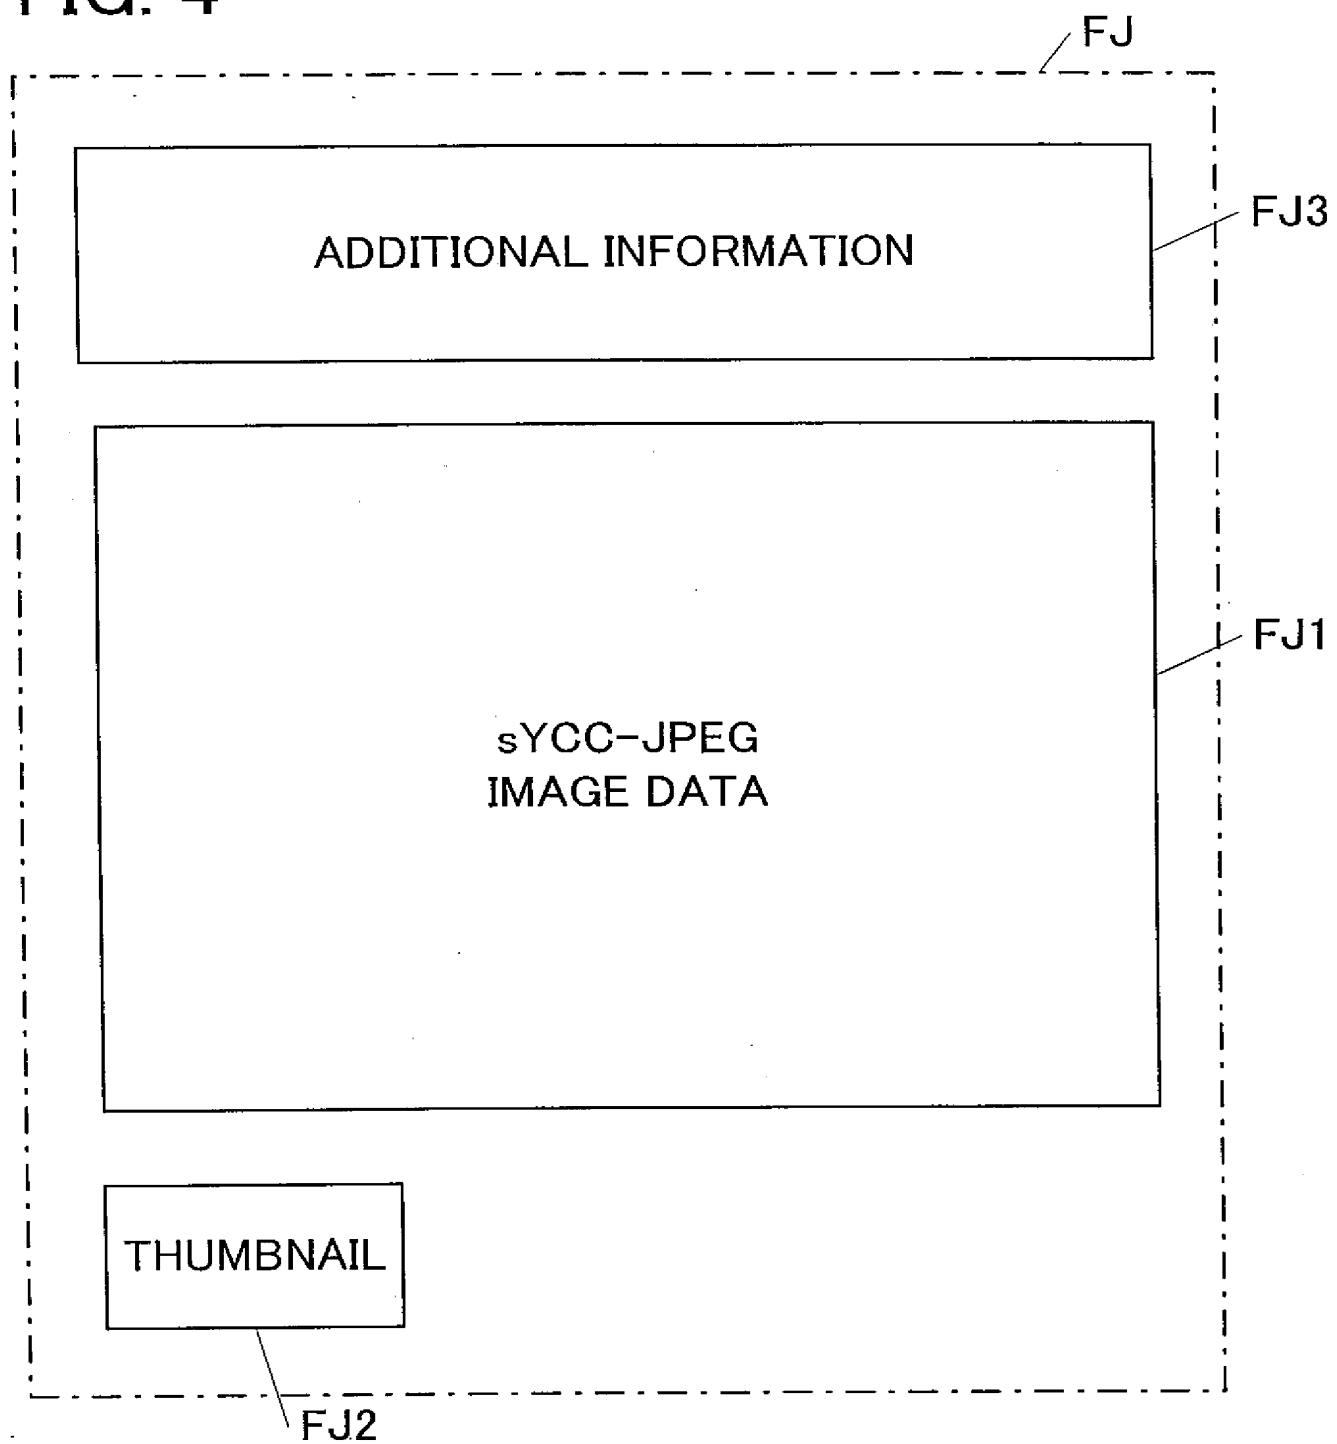 FIG. 4
FJ
ADDITIONAL INFORMATION
FJ3
sYCC-JPEG
IMAGE DATA
FJ1
THUMBNAIL
FJ2